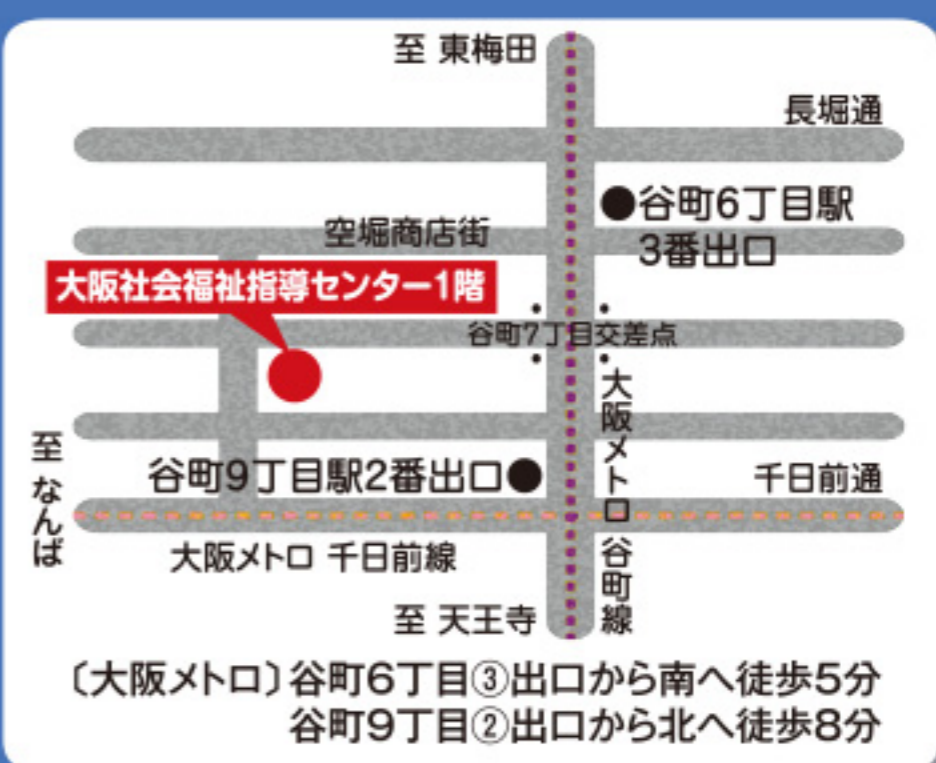 至 東梅田
長堀通
●谷町6丁目駅
3番出口
空堀商店街
大阪社会福祉指導センター1階
谷町7丁目交差点
大阪メトロ 谷町線
至 なんば
谷町9丁目駅2番出口●
千日前通
大阪メトロ 千日前線
至 天王寺
〔大阪メトロ〕谷町6丁目③出口から南へ徒歩5分
谷町9丁目②出口から北へ徒歩8分